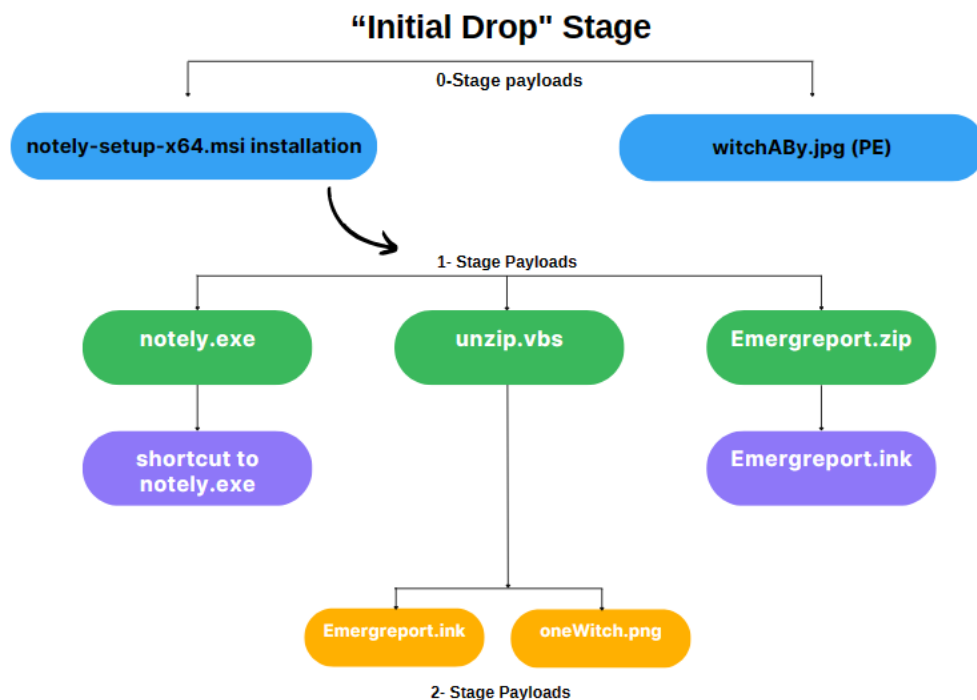 “Initial Drop" Stage
0-Stage payloads
notely-setup-x64.msi installation
witchABy.jpg (PE)
1- Stage Payloads
notely.exe
unzip.vbs
Emergreport.zip
shortcut to
notely.exe
Emergreport.ink
Emergreport.ink
oneWitch.png
2- Stage Payloads